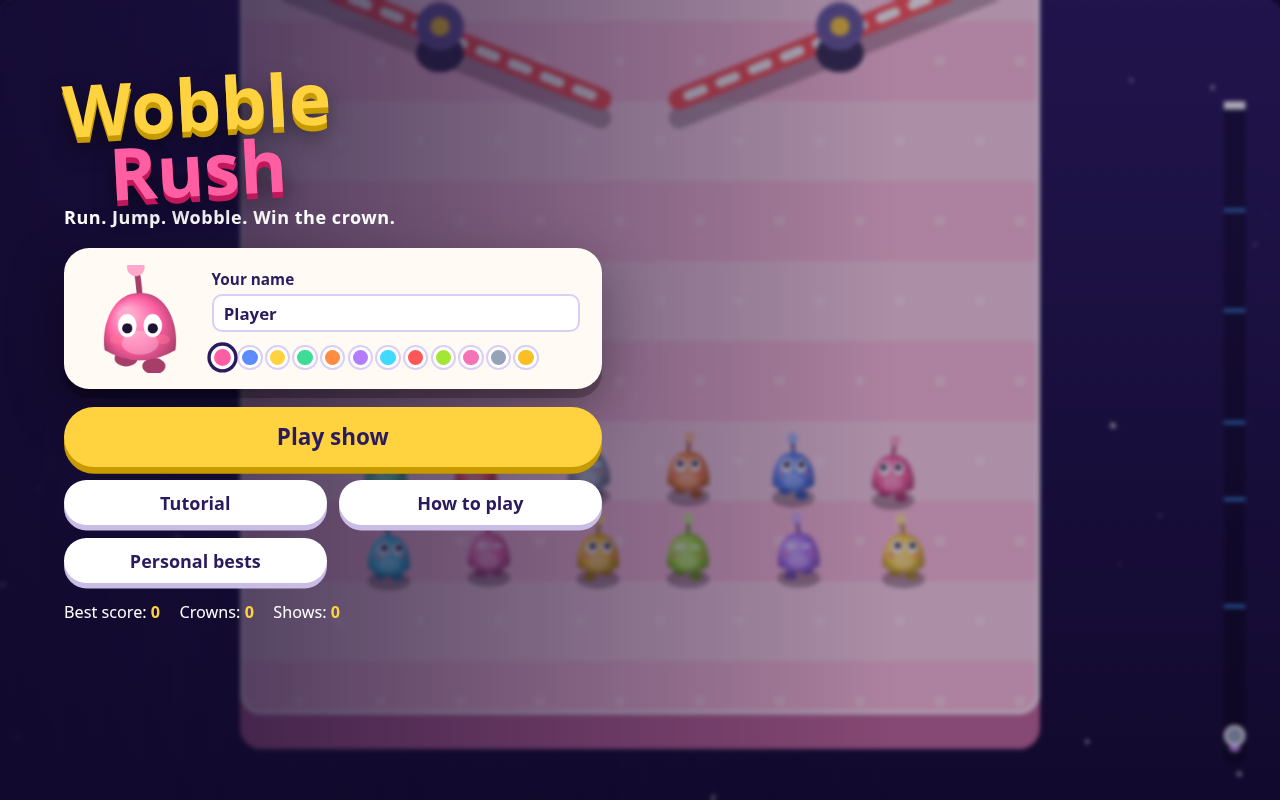 Wobble
Rush
Run. Jump. Wobble. Win the crown.
Your name
Player
Play show
Tutorial
How to play
Personal bests
Best score: 0 Crowns: 0 Shows: 0